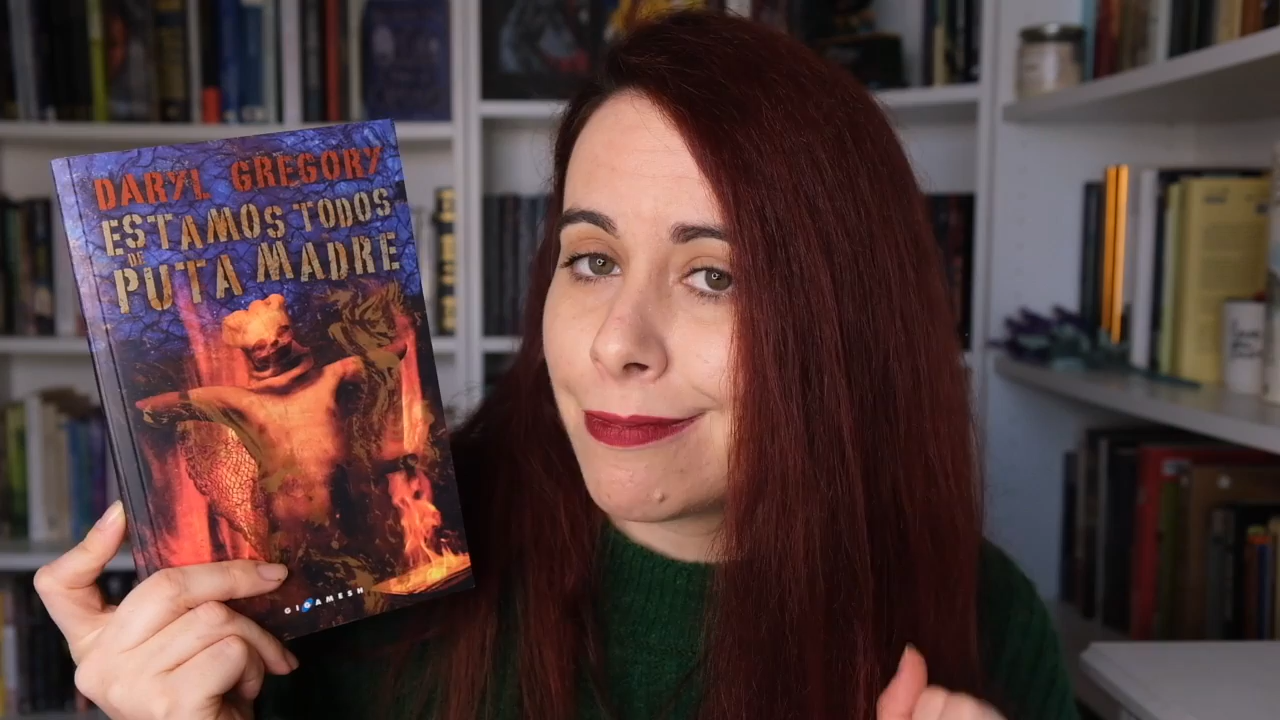 DARYL GREGORY
ESTAMOS TODOS
DE
PUTA MADRE
GIGAMESH